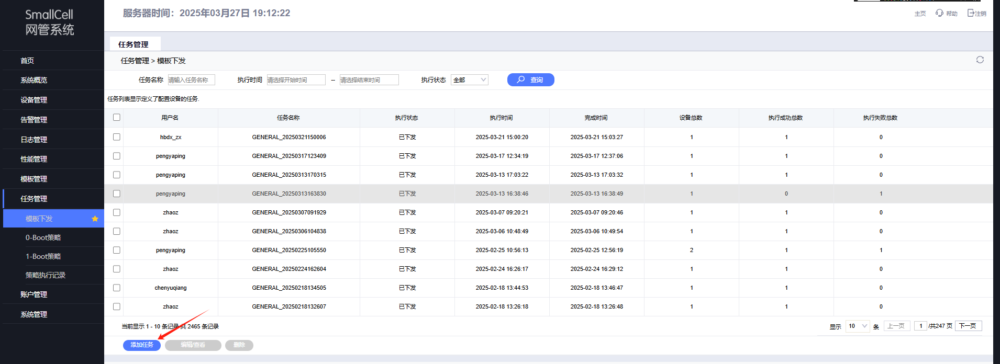 SmallCell
网管系统
服务器时间：2025年03月27日 19:12:22
主页 帮助 注销
首页
系统概览
设备管理
告警管理
日志管理
性能管理
模板管理
任务管理
模板下发
0-Boot策略
1-Boot策略
策略执行记录
账户管理
系统管理
任务管理
任务管理 > 模板下发
任务名称 请输入任务名称 执行时间 请选择开始时间 -- 请选择结束时间 执行状态 全部 查询
任务列表显示定义了配置设备的任务.
用户名 任务名称 执行状态 执行时间 完成时间 设备总数 执行成功总数 执行失败总数
hbdx_zx GENERAL_20250321150006 已下发 2025-03-21 15:00:20 2025-03-21 15:03:27 1 1 0
pengyaping GENERAL_20250317123409 已下发 2025-03-17 12:34:19 2025-03-17 12:37:06 1 1 0
pengyaping GENERAL_20250313170315 已下发 2025-03-13 17:03:22 2025-03-13 17:03:32 1 1 0
pengyaping GENERAL_20250313163830 已下发 2025-03-13 16:38:46 2025-03-13 16:38:49 1 0 1
zhaoz GENERAL_20250307091929 已下发 2025-03-07 09:20:21 2025-03-07 09:20:46 1 1 0
zhaoz GENERAL_20250306104838 已下发 2025-03-06 10:48:49 2025-03-06 10:49:54 1 1 0
pengyaping GENERAL_20250225105550 已下发 2025-02-25 10:56:13 2025-02-25 12:56:19 2 1 1
zhaoz GENERAL_20250224162604 已下发 2025-02-24 16:26:17 2025-02-24 16:29:12 1 1 0
chenyuqiang GENERAL_20250218134505 已下发 2025-02-18 13:44:53 2025-02-18 13:46:47 1 1 0
zhaoz GENERAL_20250218132607 已下发 2025-02-18 13:26:18 2025-02-18 13:26:48 1 1 0
当前显示 1 - 10 条记录 共 2465 条记录
显示 10 条 上一页 1 /共247 页 下一页
添加任务 编辑/查看 删除